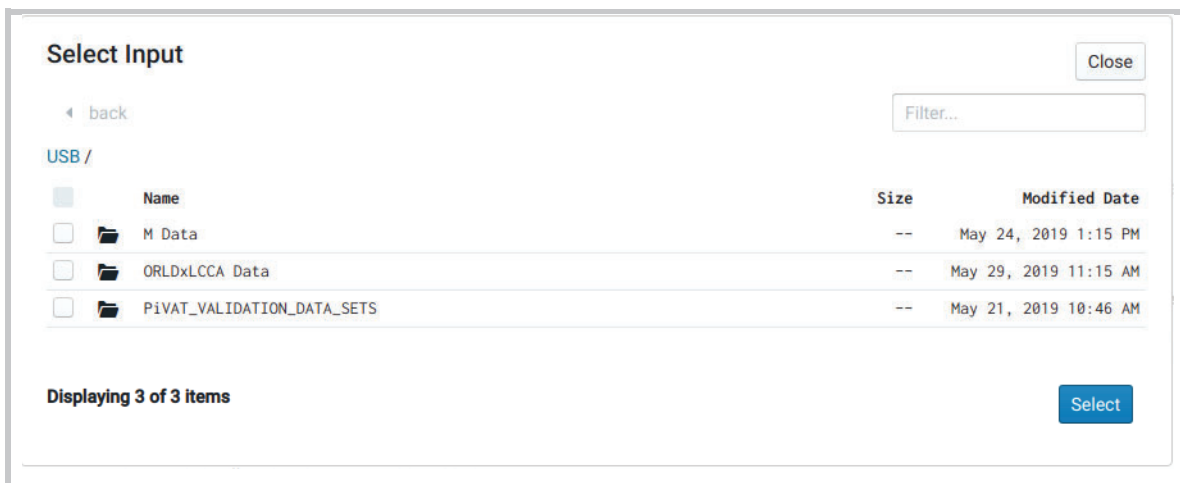 Select Input
Close
back
Filter...
USB /
Name Size Modified Date
M Data -- May 24, 2019 1:15 PM
ORLDxLCCA Data -- May 29, 2019 11:15 AM
PiVAT_VALIDATION_DATA_SETS -- May 21, 2019 10:46 AM
Displaying 3 of 3 items
Select